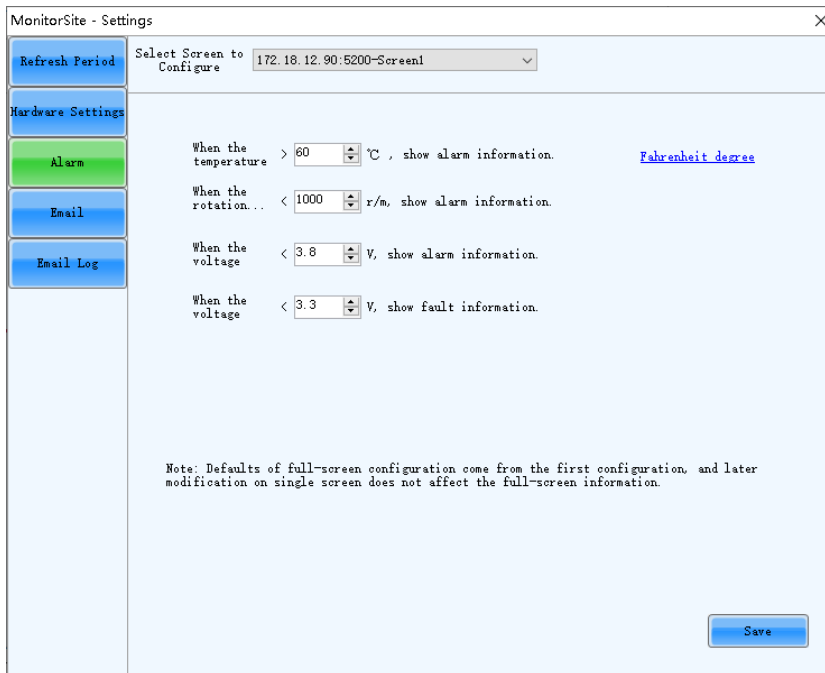 MonitorSite - Settings
Refresh Period
Hardware Settings
Alarm
Email
Email Log
Select Screen to
Configure
172.18.12.90:5200-Screen1
When the
temperature > 60 ℃ , show alarm information.
Fahrenheit degree
When the
rotation... < 1000 r/m, show alarm information.
When the
voltage < 3.8 V, show alarm information.
When the
voltage < 3.3 V, show fault information.
Note: Defaults of full-screen configuration come from the first configuration, and later
modification on single screen does not affect the full-screen information.
Save